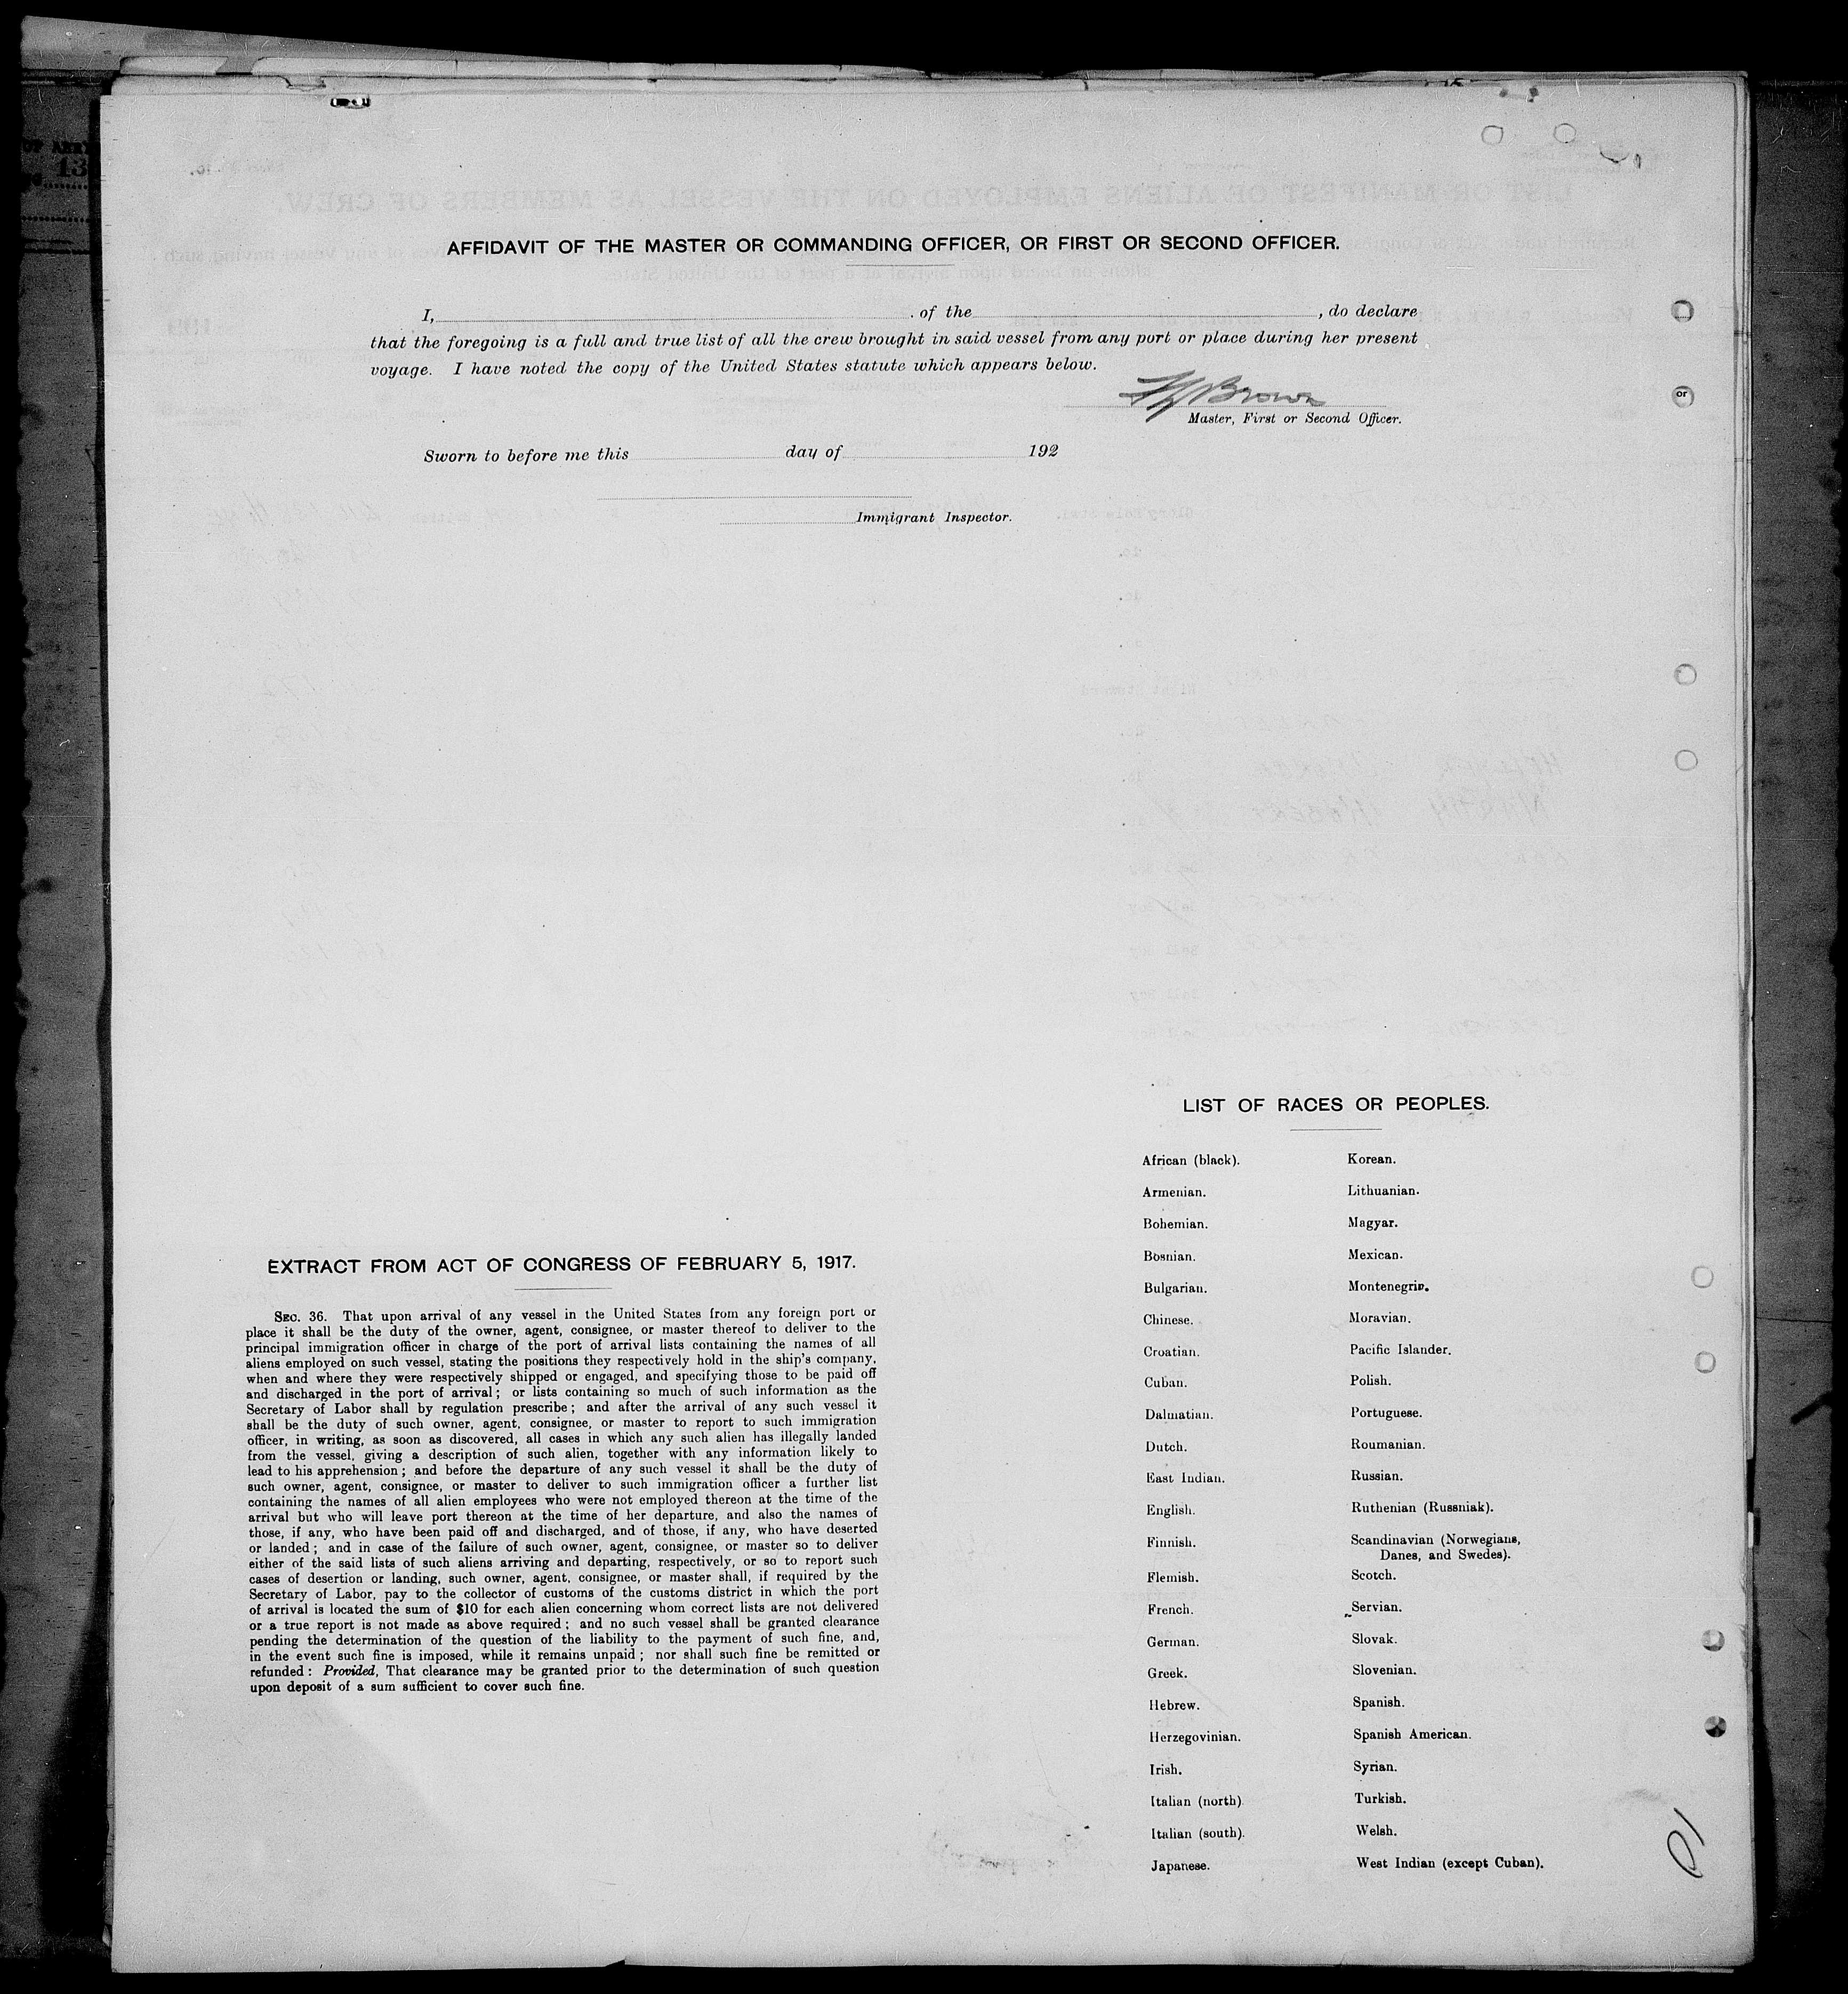 AFFIDAVIT OF THE MASTER OR COMMANDING OFFICER, OR FIRST OR SECOND OFFICER.
I, of the , do declare
that the foregoing is a full and true list of all the crew brought in said vessel from any port or place during her present
voyage. I have noted the copy of the United States statute which appears below.
Brown
Master, First or Second Officer.
Sworn to before me this day of 192
Immigrant Inspector.
LIST OF RACES OR PEOPLES.
African (black).
Armenian.
Bohemian.
Bosnian.
Bulgarian.
Chinese.
Croatian.
Cuban.
Dalmatian.
Dutch.
East Indian.
English.
Finnish.
Flemish.
French.
German.
Greek.
Hebrew.
Herzegovinian.
Irish.
Italian (north)
Italian (south).
Japanese.
Korean.
Lithuanian.
Magyar.
Mexican.
Montenegrin.
Moravian.
Pacific Islander.
Polish.
Portuguese.
Roumanian.
Russian.
Ruthenian (Russniak).
Scandinavian (Norwegians,
Danes, and Swedes).
Scotch.
Servian.
Slovak.
Slovenian.
Spanish.
Spanish American.
Syrian.
Turkish.
Welsh.
West Indian (except Cuban).
EXTRACT FROM ACT OF CONGRESS OF FEBRUARY 5, 1917.
SEC. 36. That upon arrival of any vessel in the United States from any foreign port or
place it shall be the duty of the owner, agent, consignee, or master thereof to deliver to the
principal immigration officer in charge of the port of arrival lists containing the names of all
aliens employed on such vessel, stating the positions they respectively hold in the ship's company,
when and where they were respectively shipped or engaged, and specifying those to be paid off
and discharged in the port of arrival; or lists containing so much of such information as the
Secretary of Labor shall by regulation prescribe; and after the arrival of any such vessel it
shall be the duty of such owner, agent, consignee, or master to report to such immigration
officer, in writing, as soon as discovered, all cases in which any such alien has illegally landed
from the vessel, giving a description of such alien, together with any information likely to
lead to his apprehension; and before the departure of any such vessel it shall be the duty of
such owner, agent, consignee, or master to deliver to such immigration officer a further list
containing the names of all alien employees who were not employed thereon at the time of the
arrival but who will leave port thereon at the time of her departure, and also the names of
those, if any, who have been paid off and discharged, and of those, if any, who have deserted
or landed; and in case of the failure of such owner, agent, consignee, or master so to deliver
either of the said lists of such aliens arriving and departing, respectively, or so to report such
cases of desertion or landing, such owner, agent, consignee, or master shall, if required by the
Secretary of Labor, pay to the collector of customs of the customs district in which the port
of arrival is located the sum of $10 for each alien concerning whom correct lists are not delivered
or a true report is not made as above required; and no such vessel shall be granted clearance
pending the determination of the question of the liability to the payment of such fine, and,
in the event such fine is imposed, while it remains unpaid; nor shall such fine be remitted or
refunded: Provided, That clearance may be granted prior to the determination of such question
upon deposit of a sum sufficient to cover such fine.
10
13
or